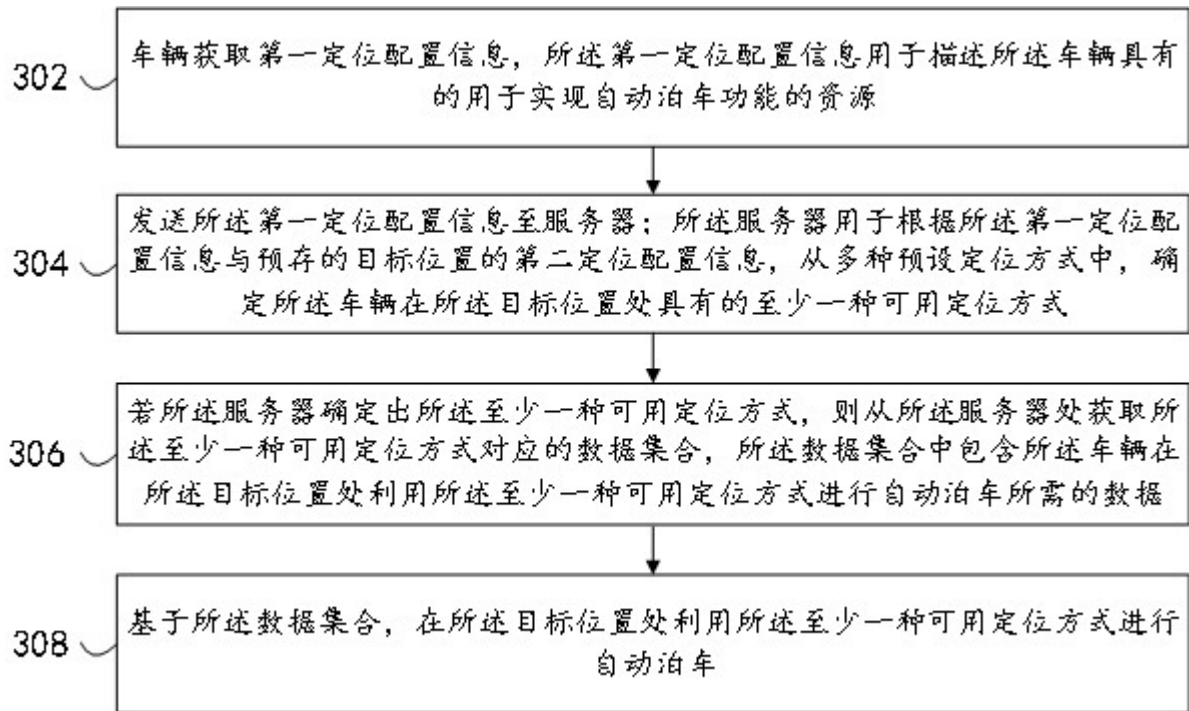 302
车辆获取第一定位配置信息，所述第一定位配置信息用于描述所述车辆具有
的用于实现自动泊车功能的资源
304
发送所述第一定位配置信息至服务器；所述服务器用于根据所述第一定位配
置信息与预存的目标位置的第二定位配置信息，从多种预设定位方式中，确
定所述车辆在所述目标位置处具有的至少一种可用定位方式
306
若所述服务器确定出所述至少一种可用定位方式，则从所述服务器处获取所
述至少一种可用定位方式对应的数据集合，所述数据集合中包含所述车辆在
所述目标位置处利用所述至少一种可用定位方式进行自动泊车所需的数据
308
基于所述数据集合，在所述目标位置处利用所述至少一种可用定位方式进行
自动泊车